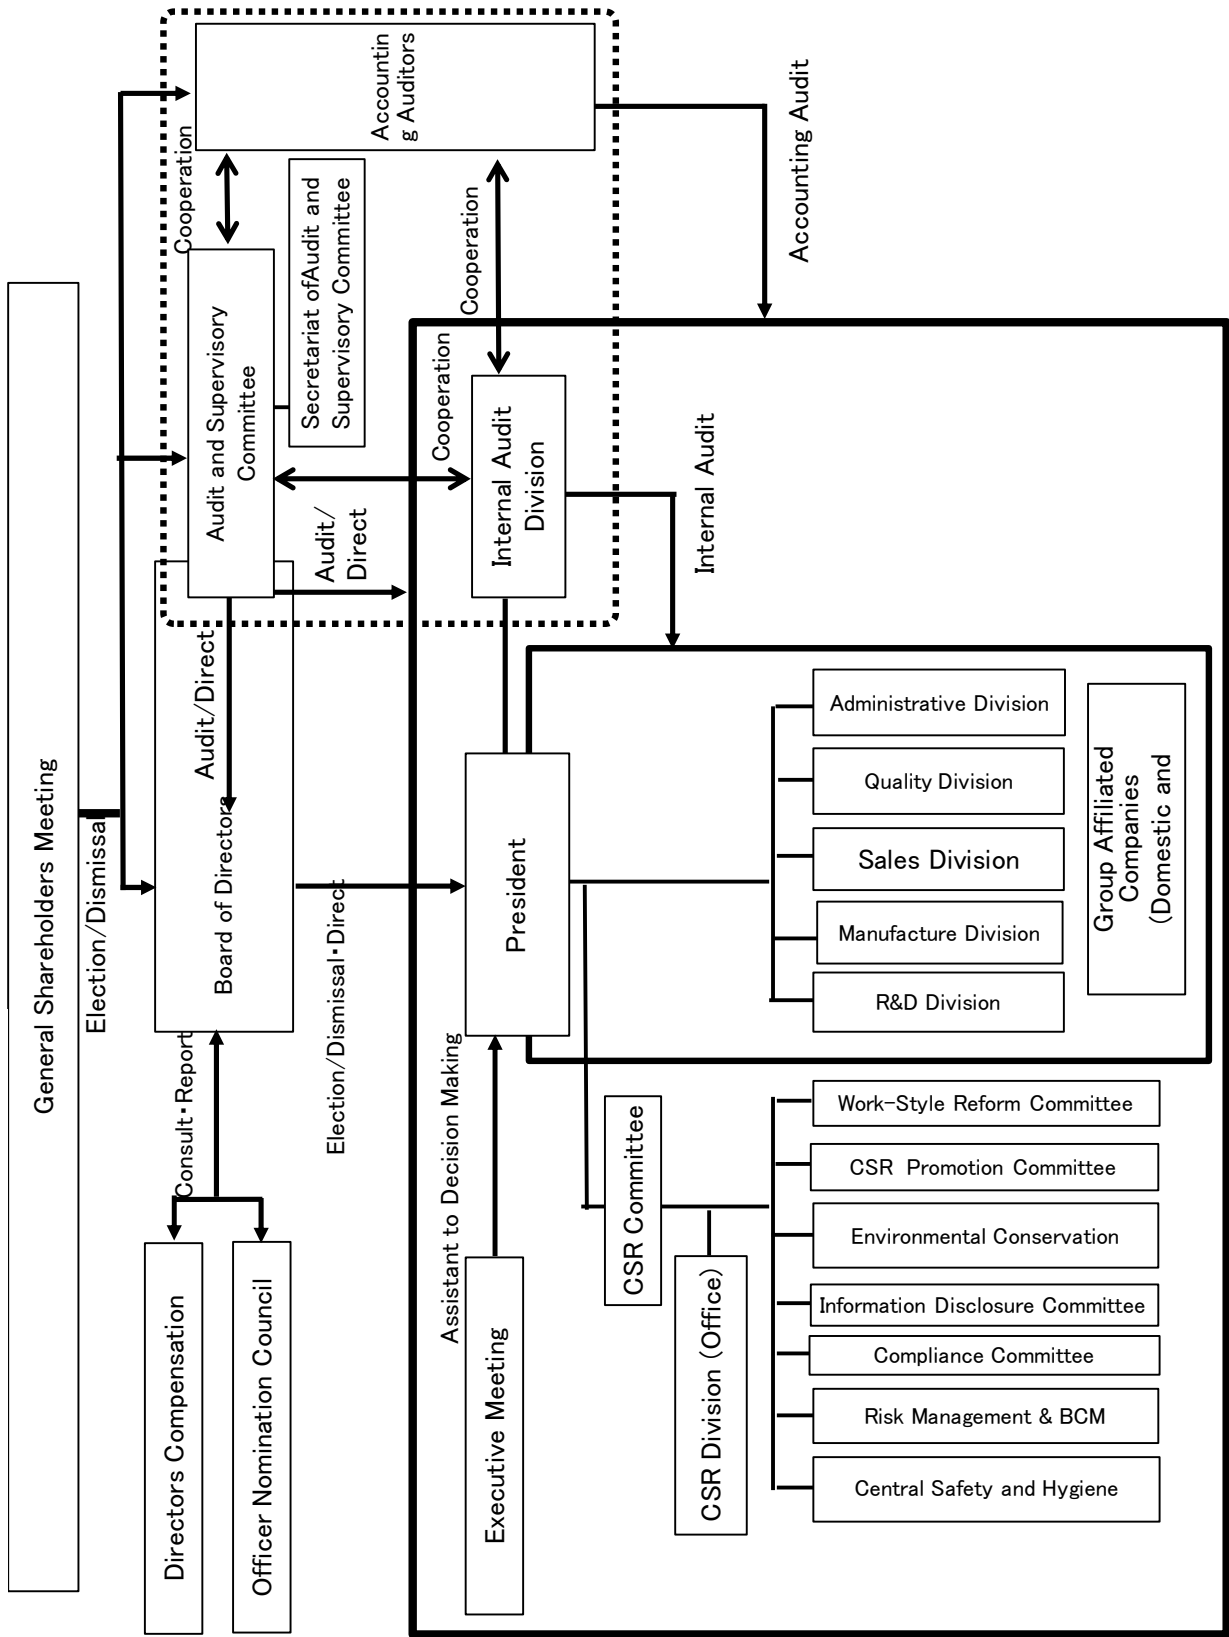 General Shareholders Meeting
Election/Dismissal
Directors Compensation
Officer Nomination Council
Consult・Report
Board of Directors
Audit/Direct
Audit and Supervisory
Committee
Cooperation
Accountin
g Auditors
Secretariat ofAudit and
Supervisory Committee
Election/Dismissal・Direct
Audit/
Direct
Cooperation
Cooperation
Accounting Audit
Executive Meeting
Assistant to Decision Making
President
Internal Audit
Division
Internal Audit
CSR Committee
CSR Division (Office)
Administrative Division
Quality Division
Sales Division
Manufacture Division
R&D Division
Group Affiliated
Companies
(Domestic and
Work-Style Reform Committee
CSR Promotion Committee
Environmental Conservation
Information Disclosure Committee
Compliance Committee
Risk Management & BCM
Central Safety and Hygiene